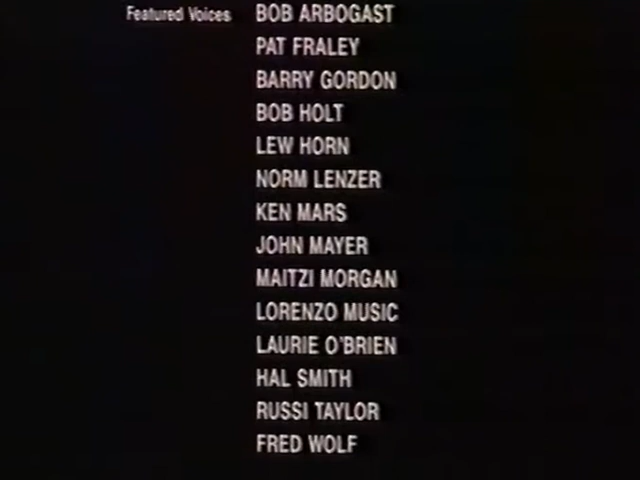 Featured Voices BOB ARBOGAST
PAT FRALEY
BARRY GORDON
BOB HOLT
LEW HORN
NORM LENZER
KEN MARS
JOHN MAYER
MAITZI MORGAN
LORENZO MUSIC
LAURIE O'BRIEN
HAL SMITH
RUSSI TAYLOR
FRED WOLF